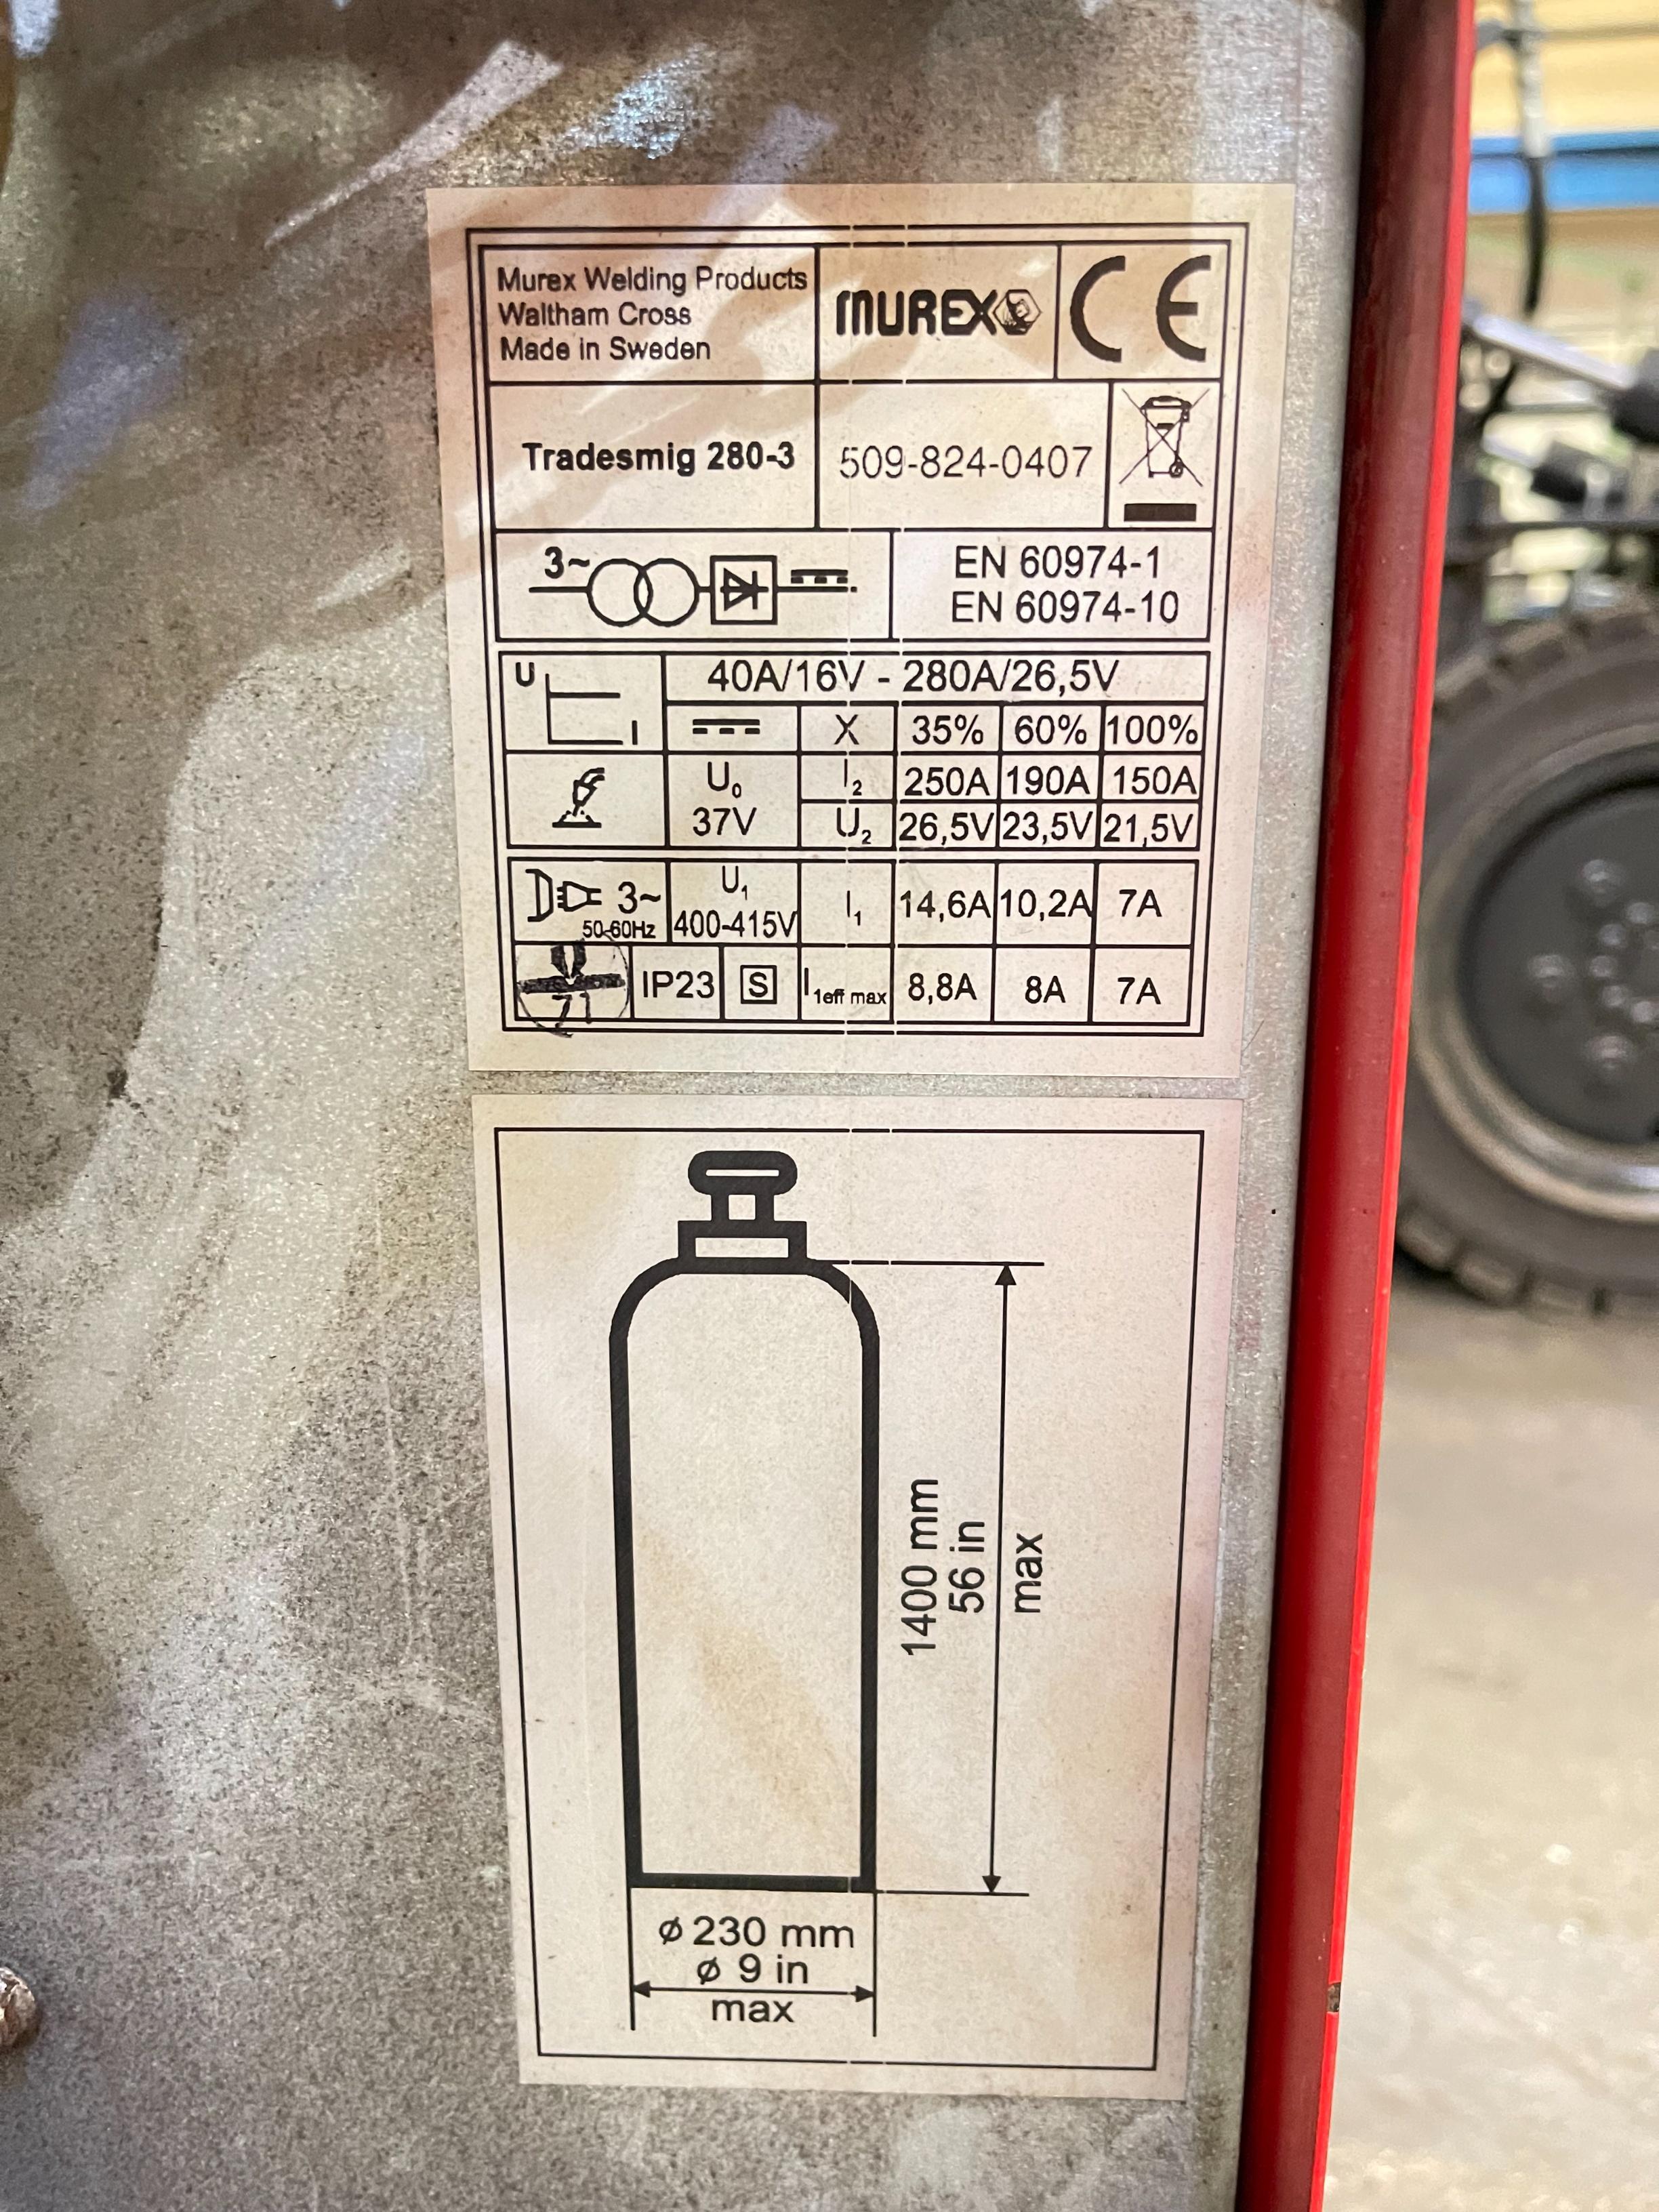 Murex Welding Products
Waltham Cross
Made in Sweden
MUREX
CE
Tradesmig 280-3
509-824-0407
3~
EN 60974-1
EN 60974-10
U
I
40A/16V - 280A/26,5V
X 35% 60% 100%
U0
37V
I2 250A 190A 150A
U2 26,5V 23,5V 21,5V
3~
50-60Hz
U1
400-415V
I1 14,6A 10,2A 7A
IP23 S I1eff max 8,8A 8A 7A
1400 mm
56 in
max
ϕ 230 mm
ϕ 9 in
max